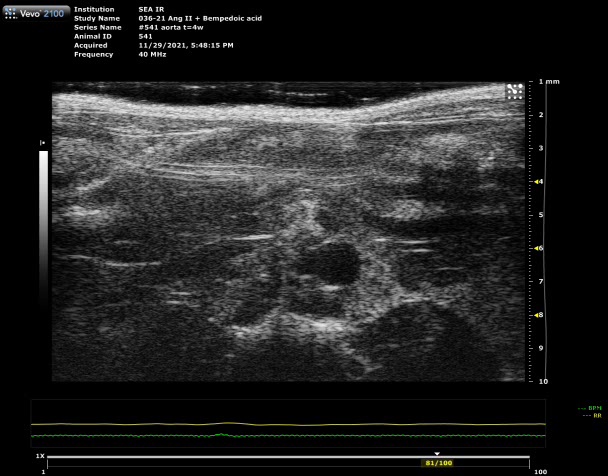 Vevo 2100
Institution SEA IR
Study Name 036-21 Ang II + Bempedoic acid
Series Name #541 aorta t=4w
Animal ID 541
Acquired 11/29/2021, 5:48:15 PM
Frequency 40 MHz
1 mm
2
3
4
5
6
7
8
9
10
BPM
RR
1X
81/100
1 100